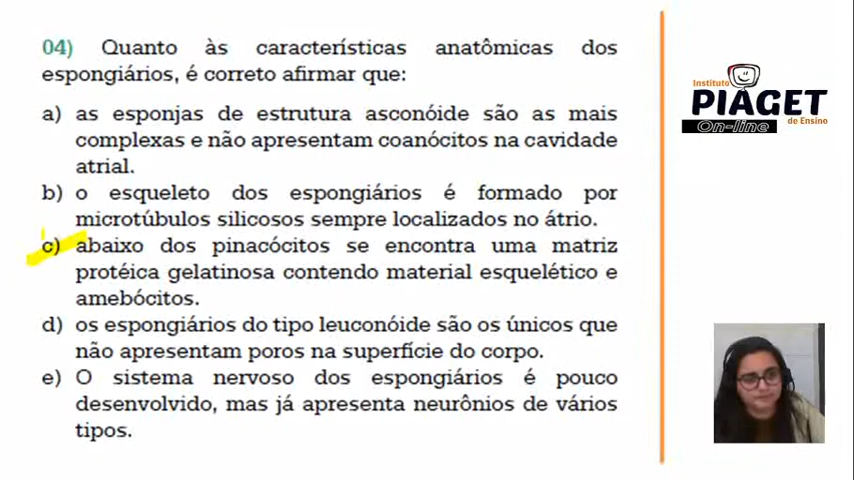 04) Quanto às características anatômicas dos
espongiários, é correto afirmar que:
a) as esponjas de estrutura asconóide são as mais
complexas e não apresentam coanócitos na cavidade
atrial.
b) o esqueleto dos espongiários é formado por
microtúbulos silicosos sempre localizados no átrio.
c) abaixo dos pinacócitos se encontra uma matriz
protéica gelatinosa contendo material esquelético e
amebócitos.
d) os espongiários do tipo leuconóide são os únicos que
não apresentam poros na superfície do corpo.
e) O sistema nervoso dos espongiários é pouco
desenvolvido, mas já apresenta neurônios de vários
tipos.
Instituto
PIAGET
On-line de Ensino